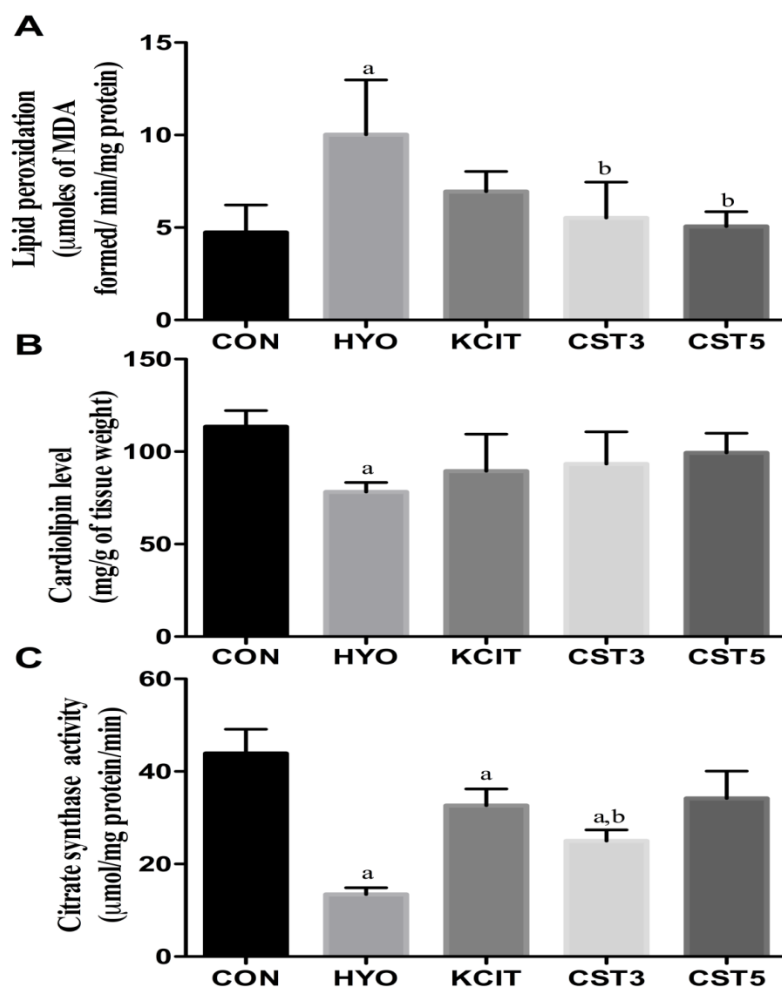 A
Lipid peroxidation
(μmoles of MDA
formed/ min/mg protein)
15
10
5
0
a
b
b
CON HYO KCIT CST3 CST5
B
Cardiolipin level
(mg/g of tissue weight)
150
100
50
0
a
CON HYO KCIT CST3 CST5
C
Citrate synthase activity
(μmol/mg protein/min)
60
40
20
0
a
a
a,b
CON HYO KCIT CST3 CST5